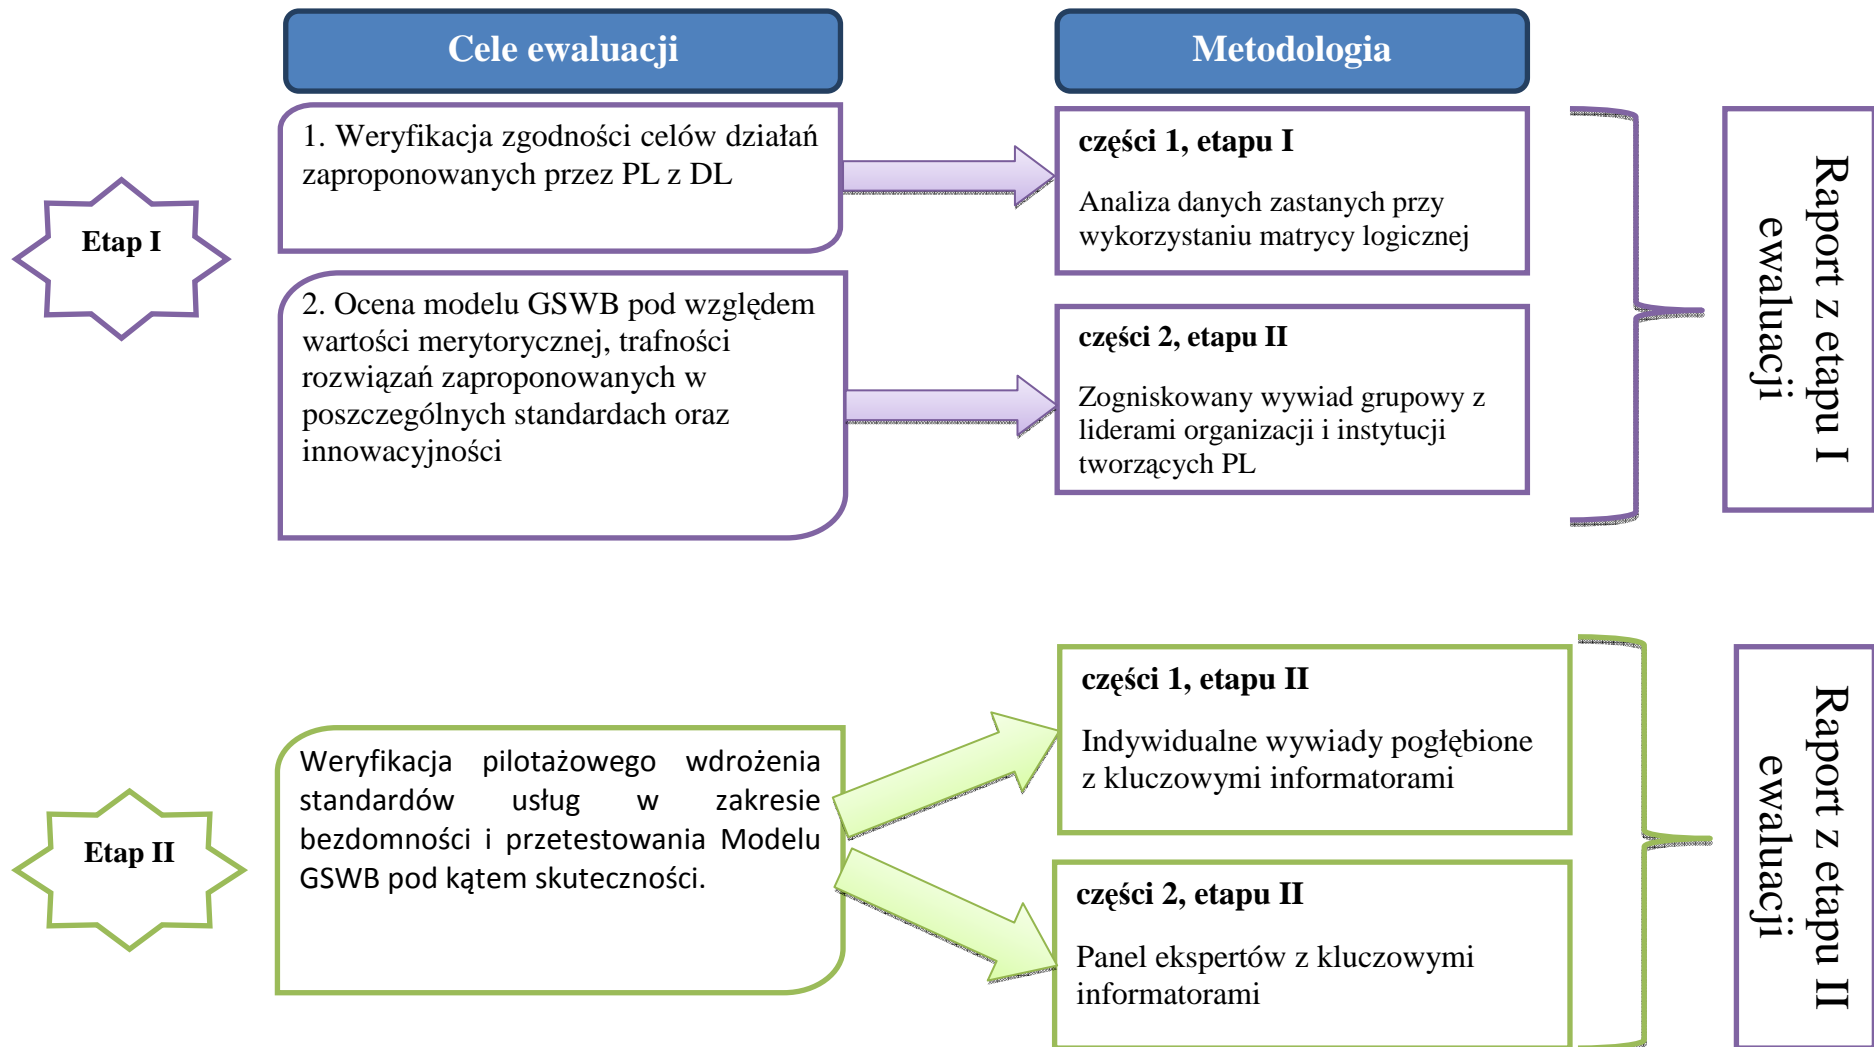 Cele ewaluacji
Metodologia
Etap I
1. Weryfikacja zgodności celów działań
zaproponowanych przez PL z DL
części 1, etapu I
Analiza danych zastanych przy
wykorzystaniu matrycy logicznej
2. Ocena modelu GSWB pod względem
wartości merytorycznej, trafności
rozwiązań zaproponowanych w
poszczególnych standardach oraz
innowacyjności
części 2, etapu II
Zogniskowany wywiad grupowy z
liderami organizacji i instytucji
tworzących PL
Raport z etapu I
ewaluacji
Etap II
Weryfikacja pilotażowego wdrożenia
standardów usług w zakresie
bezdomności i przetestowania Modelu
GSWB pod kątem skuteczności.
części 1, etapu II
Indywidualne wywiady pogłębione
z kluczowymi informatorami
części 2, etapu II
Panel ekspertów z kluczowymi
informatorami
Raport z etapu II
ewaluacji